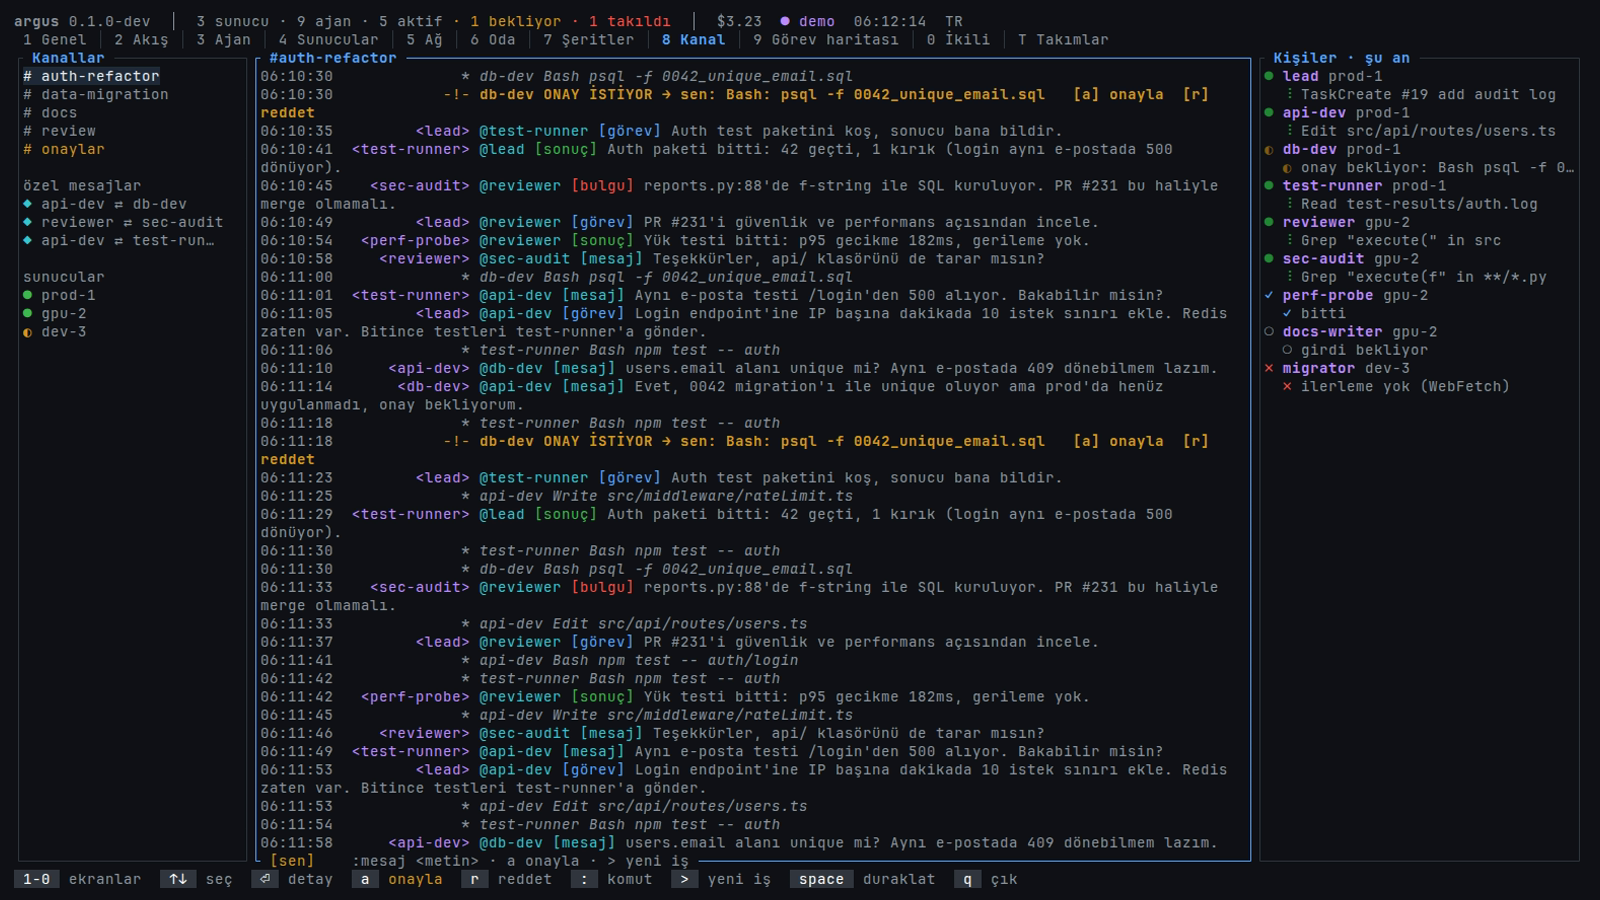 argus 0.1.0-dev │ 3 sunucu · 9 ajan · 5 aktif · 1 bekliyor · 1 takıldı │ $3.23 ● demo 06:12:14 TR
1 Genel │ 2 Akış │ 3 Ajan │ 4 Sunucular │ 5 Ağ │ 6 Oda │ 7 Şeritler │ 8 Kanal │ 9 Görev haritası │ 0 İkili │ T Takımlar
Kanallar
# auth-refactor
# data-migration
# docs
# review
# onaylar
özel mesajlar
◆ api-dev ⇄ db-dev
◆ reviewer ⇄ sec-audit
◆ api-dev ⇄ test-run…
sunucular
● prod-1
● gpu-2
◐ dev-3
#auth-refactor
06:10:30 * db-dev Bash psql -f 0042_unique_email.sql
06:10:30 -!- db-dev ONAY İSTİYOR → sen: Bash: psql -f 0042_unique_email.sql [a] onayla [r]
reddet
06:10:35 <lead> @test-runner [görev] Auth test paketini koş, sonucu bana bildir.
06:10:41 <test-runner> @lead [sonuç] Auth paketi bitti: 42 geçti, 1 kırık (login aynı e-postada 500
dönüyor).
06:10:45 <sec-audit> @reviewer [bulgu] reports.py:88'de f-string ile SQL kuruluyor. PR #231 bu haliyle
merge olmamalı.
06:10:49 <lead> @reviewer [görev] PR #231'i güvenlik ve performans açısından incele.
06:10:54 <perf-probe> @reviewer [sonuç] Yük testi bitti: p95 gecikme 182ms, gerileme yok.
06:10:58 <reviewer> @sec-audit [mesaj] Teşekkürler, api/ klasörünü de tarar mısın?
06:11:00 * db-dev Bash psql -f 0042_unique_email.sql
06:11:01 <test-runner> @api-dev [mesaj] Aynı e-posta testi /login'den 500 alıyor. Bakabilir misin?
06:11:05 <lead> @api-dev [görev] Login endpoint'ine IP başına dakikada 10 istek sınırı ekle. Redis
zaten var. Bitince testleri test-runner'a gönder.
06:11:06 * test-runner Bash npm test -- auth
06:11:10 <api-dev> @db-dev [mesaj] users.email alanı unique mi? Aynı e-postada 409 dönebilmem lazım.
06:11:14 <db-dev> @api-dev [mesaj] Evet, 0042 migration'ı ile unique oluyor ama prod'da henüz
uygulanmadı, onay bekliyorum.
06:11:18 * test-runner Bash npm test -- auth
06:11:18 -!- db-dev ONAY İSTİYOR → sen: Bash: psql -f 0042_unique_email.sql [a] onayla [r]
reddet
06:11:23 <lead> @test-runner [görev] Auth test paketini koş, sonucu bana bildir.
06:11:25 * api-dev Write src/middleware/rateLimit.ts
06:11:29 <test-runner> @lead [sonuç] Auth paketi bitti: 42 geçti, 1 kırık (login aynı e-postada 500
dönüyor).
06:11:30 * test-runner Bash npm test -- auth
06:11:30 * db-dev Bash psql -f 0042_unique_email.sql
06:11:33 <sec-audit> @reviewer [bulgu] reports.py:88'de f-string ile SQL kuruluyor. PR #231 bu haliyle
merge olmamalı.
06:11:33 * api-dev Edit src/api/routes/users.ts
06:11:37 <lead> @reviewer [görev] PR #231'i güvenlik ve performans açısından incele.
06:11:41 * api-dev Bash npm test -- auth/login
06:11:42 * test-runner Bash npm test -- auth
06:11:42 <perf-probe> @reviewer [sonuç] Yük testi bitti: p95 gecikme 182ms, gerileme yok.
06:11:45 * api-dev Write src/middleware/rateLimit.ts
06:11:46 <reviewer> @sec-audit [mesaj] Teşekkürler, api/ klasörünü de tarar mısın?
06:11:49 <test-runner> @api-dev [mesaj] Aynı e-posta testi /login'den 500 alıyor. Bakabilir misin?
06:11:53 <lead> @api-dev [görev] Login endpoint'ine IP başına dakikada 10 istek sınırı ekle. Redis
zaten var. Bitince testleri test-runner'a gönder.
06:11:53 * api-dev Edit src/api/routes/users.ts
06:11:54 * test-runner Bash npm test -- auth
06:11:58 <api-dev> @db-dev [mesaj] users.email alanı unique mi? Aynı e-postada 409 dönebilmem lazım.
[sen] :mesaj <metin> · a onayla · > yeni iş
Kişiler · şu an
● lead prod-1
⋮ TaskCreate #19 add audit log
● api-dev prod-1
⋮ Edit src/api/routes/users.ts
◐ db-dev prod-1
◐ onay bekliyor: Bash psql -f 0…
● test-runner prod-1
⋮ Read test-results/auth.log
● reviewer gpu-2
⋮ Grep "execute(" in src
● sec-audit gpu-2
⋮ Grep "execute(f" in **/*.py
✓ perf-probe gpu-2
✓ bitti
○ docs-writer gpu-2
○ girdi bekliyor
✕ migrator dev-3
✕ ilerleme yok (WebFetch)
1-0 ekranlar ↑↓ seç ⏎ detay a onayla r reddet : komut > yeni iş space duraklat q çık